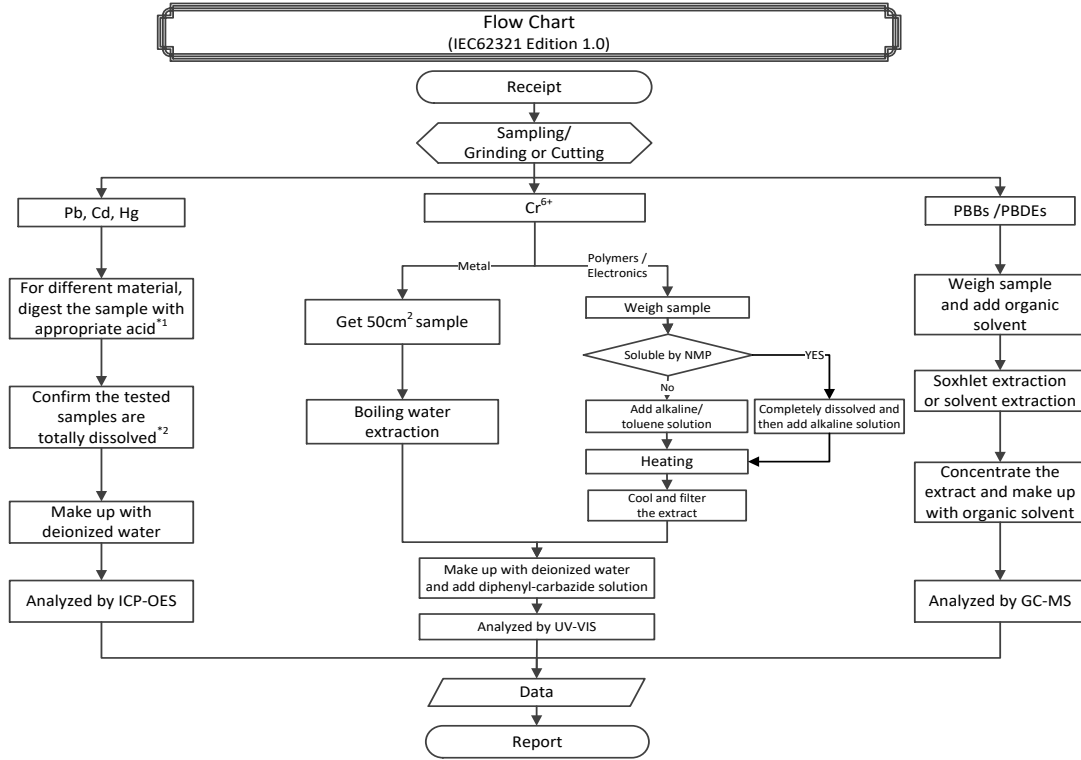 Flow Chart
(IEC62321 Edition 1.0)
Receipt
Sampling/
Grinding or Cutting
Pb, Cd, Hg
Cr6+
PBBs /PBDEs
Metal
Polymers /
Electronics
For different material,
digest the sample with
appropriate acid*1
Get 50cm2 sample
Weigh sample
Weigh sample
and add organic
solvent
Soluble by NMP
YES
No
Confirm the tested
samples are
totally dissolved*2
Boiling water
extraction
Add alkaline/
toluene solution
Completely dissolved and
then add alkaline solution
Soxhlet extraction
or solvent extraction
Heating
Cool and filter
the extract
Concentrate the
extract and make up
with organic solvent
Make up with
deionized water
Make up with deionized water
and add diphenyl-carbazide solution
Analyzed by ICP-OES
Analyzed by UV-VIS
Analyzed by GC-MS
Data
Report